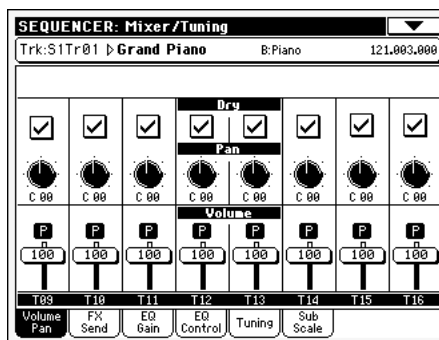 SEQUENCER: Mixer/Tuning
Trk:S1Tr01 ▷Grand Piano B:Piano 121.003.000
Dry
Pan
C 00 C 00 C 00 C 00 C 00 C 00 C 00 C 00
Volume
P P P P P P P P
100 100 100 100 100 100 100 100
T09 T10 T11 T12 T13 T14 T15 T16
Volume Pan FX Send EQ Gain EQ Control Tuning Sub Scale